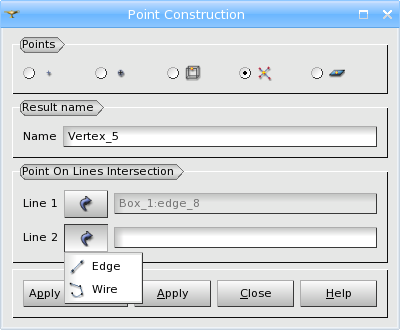 Point Construction
Points
Result name
Name Vertex_5
Point On Lines Intersection
Line 1 Box_1:edge_8
Line 2
Edge
Wire
Apply Apply Close Help